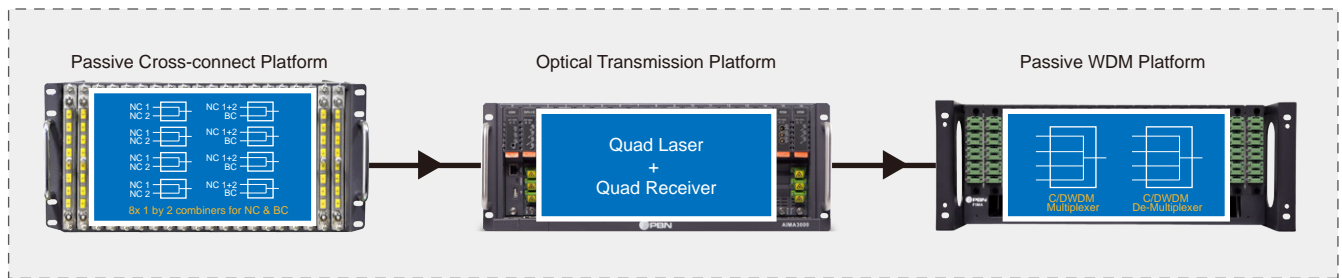 Passive Cross-connect Platform
NC 1
NC 2
NC 1+2
BC
NC 1
NC 2
NC 1+2
BC
NC 1
NC 2
NC 1+2
BC
NC 1
NC 2
NC 1+2
BC
8x 1 by 2 combiners for NC & BC
Optical Transmission Platform
Quad Laser
+
Quad Receiver
PBN
AIMA3000
Passive WDM Platform
C/DWDM
Multiplexer
C/DWDM
De-Multiplexer
PBN
FIMA